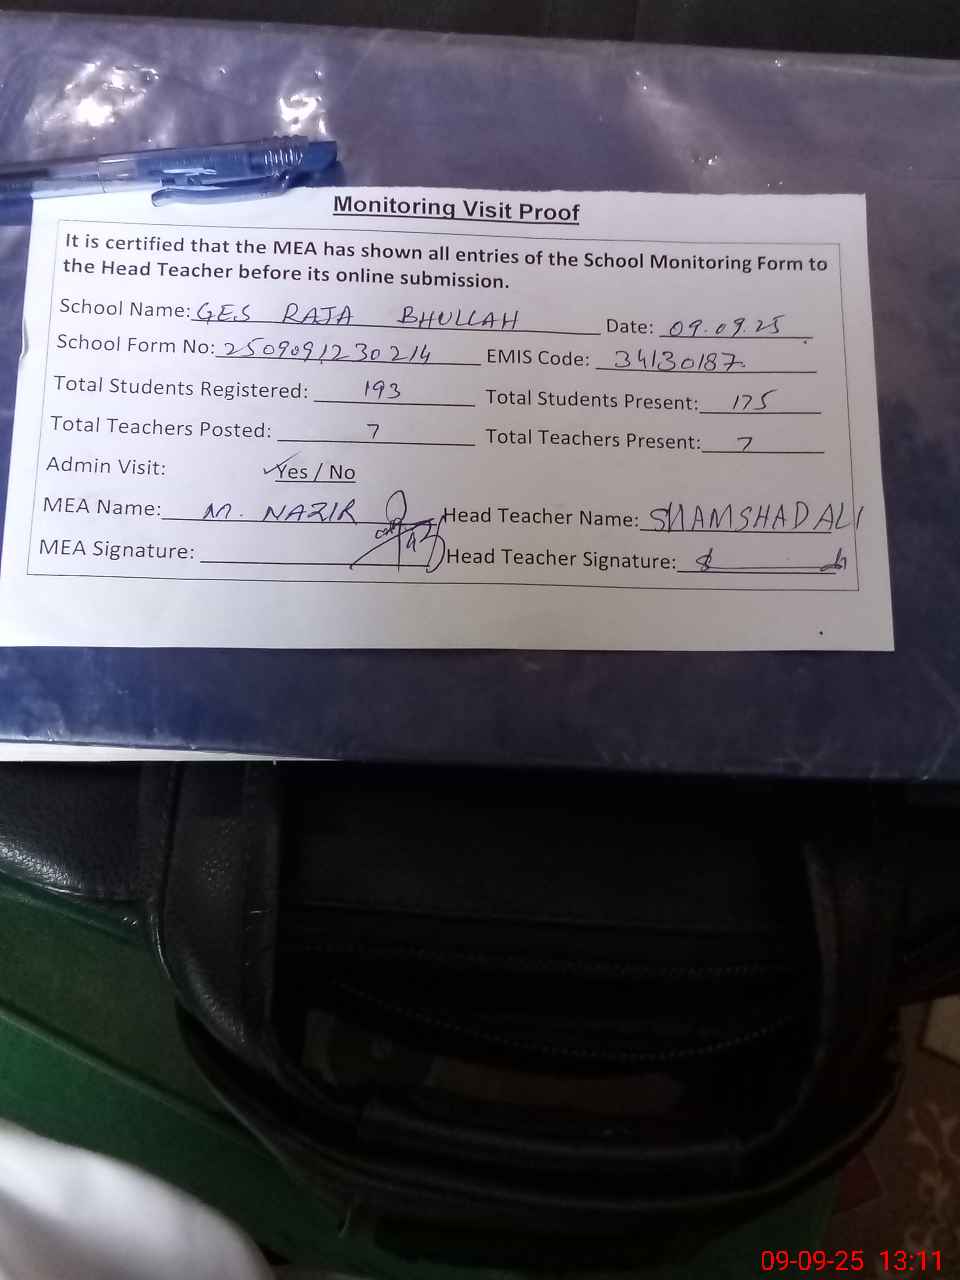 Monitoring Visit Proof
It is certified that the MEA has shown all entries of the School Monitoring Form to
the Head Teacher before its online submission.
School Name: GES RAJA BHULLAH Date: 09.09.25
School Form No: 2509091230214 EMIS Code: 34130187
Total Students Registered: 193 Total Students Present: 175
Total Teachers Posted: 7 Total Teachers Present: 7
Admin Visit: Yes / No
MEA Name: M. NAZIR Head Teacher Name: SHAMSHAD ALI
MEA Signature: Head Teacher Signature:
09-09-25 13:11